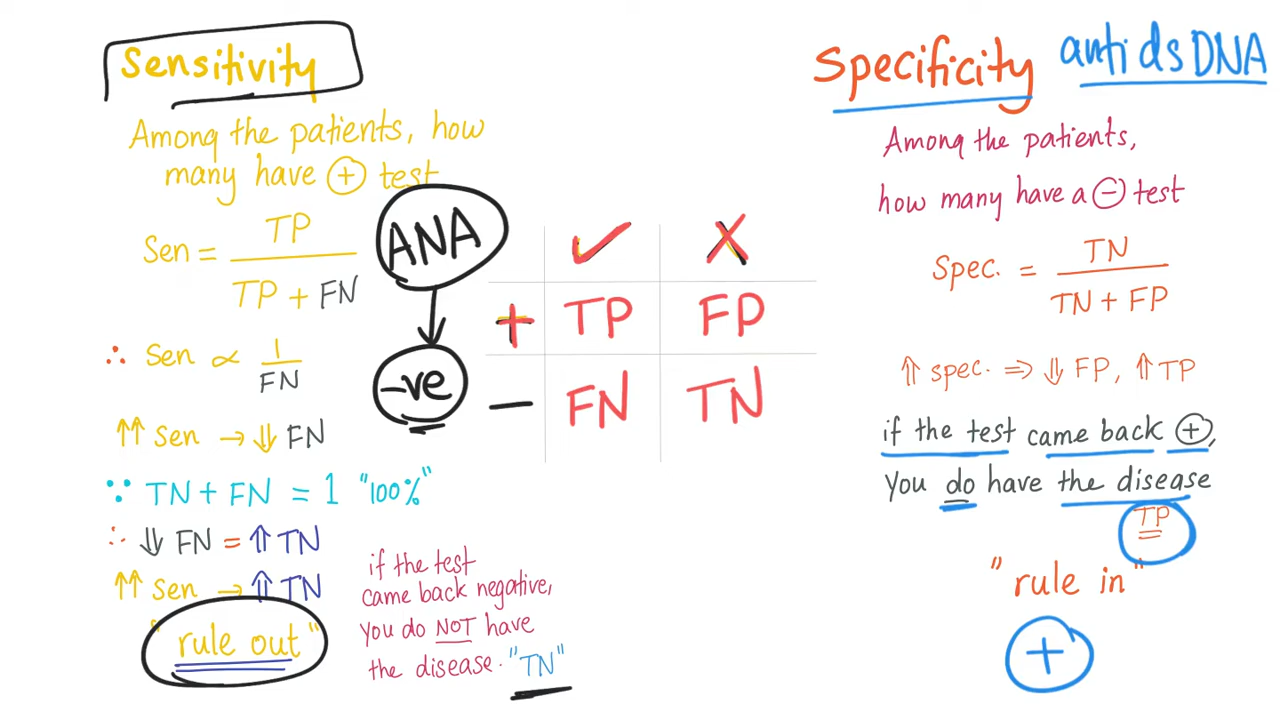 Sensitivity
Among the patients, how
many have + test
Sen = TP / TP + FN
∴ Sen ∝ 1 / FN
⇑⇑ Sen → ⇓ FN
∵ TN + FN = 1 "100%"
∴ ⇓ FN = ⇑ TN
⇑⇑ Sen → ⇑ TN
"rule out"
if the test
came back negative,
you do NOT have
the disease. "TN"
ANA
-ve
✓ X
+ TP FP
− FN TN
Specificity anti ds DNA
Among the patients,
how many have a − test
Spec. = TN / TN + FP
⇑ spec. ⇒ ⇓ FP, ⇑ TP
if the test came back +,
you do have the disease
TP
"rule in"
+